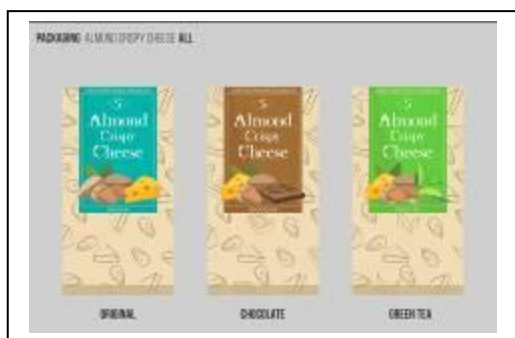 PACKAGING ALMOND CRISPY CHEESE ALL
S
Almond
Crispy
Cheese
S
Almond
Crispy
Cheese
S
Almond
Crispy
Cheese
ORIGINAL
CHOCOLATE
GREEN TEA